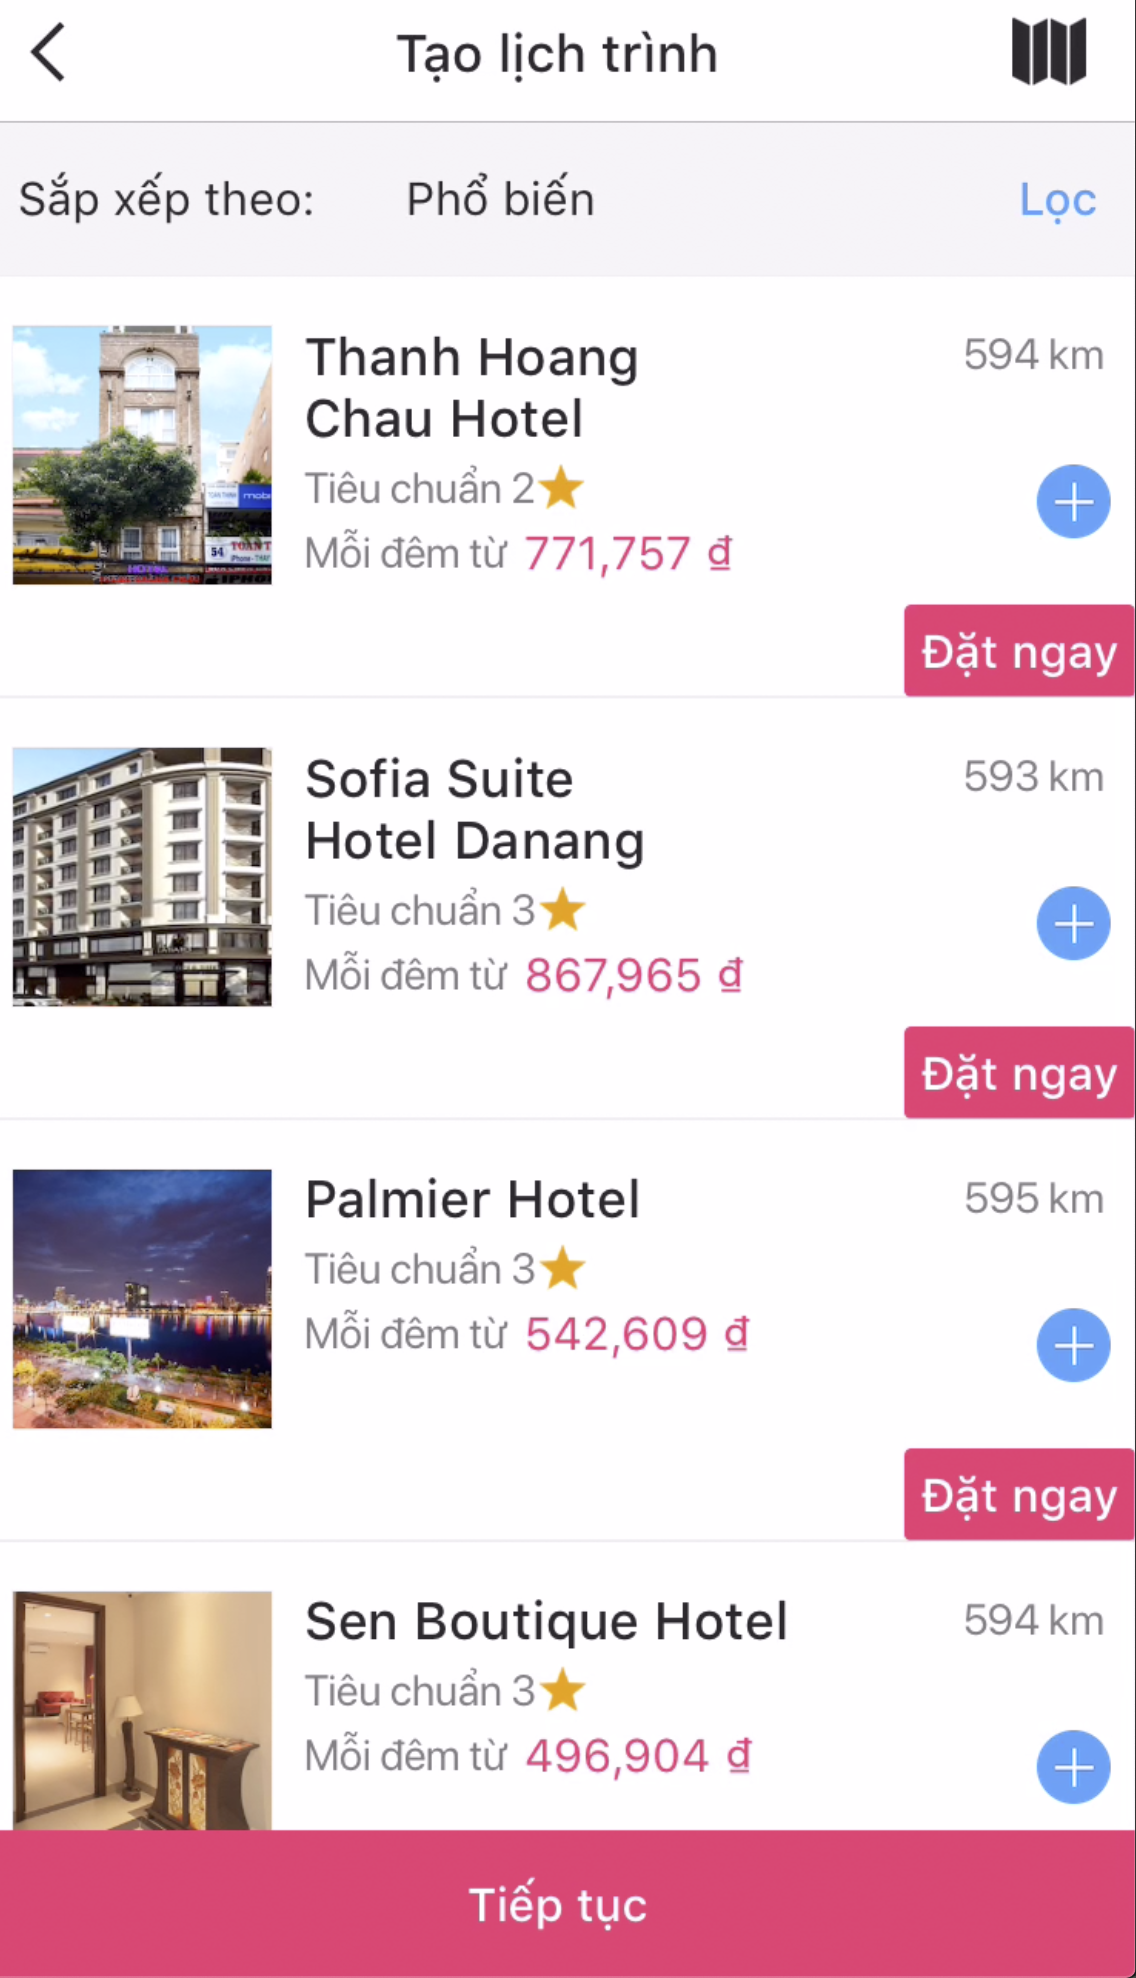 Tạo lịch trình
Sắp xếp theo: Phổ biến Lọc
Thanh Hoang
Chau Hotel
594 km
Tiêu chuẩn 2
Mỗi đêm từ 771,757 ₫
Đặt ngay
54
Sofia Suite
Hotel Danang
593 km
Tiêu chuẩn 3
Mỗi đêm từ 867,965 ₫
Đặt ngay
Palmier Hotel
595 km
Tiêu chuẩn 3
Mỗi đêm từ 542,609 ₫
Đặt ngay
Sen Boutique Hotel
594 km
Tiêu chuẩn 3
Mỗi đêm từ 496,904 ₫
Tiếp tục